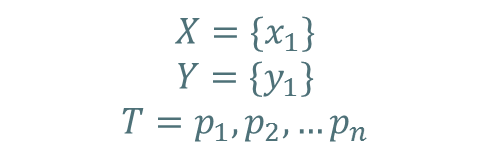 X = {x₁}
Y = {y₁}
T = p₁, p₂, … pₙ